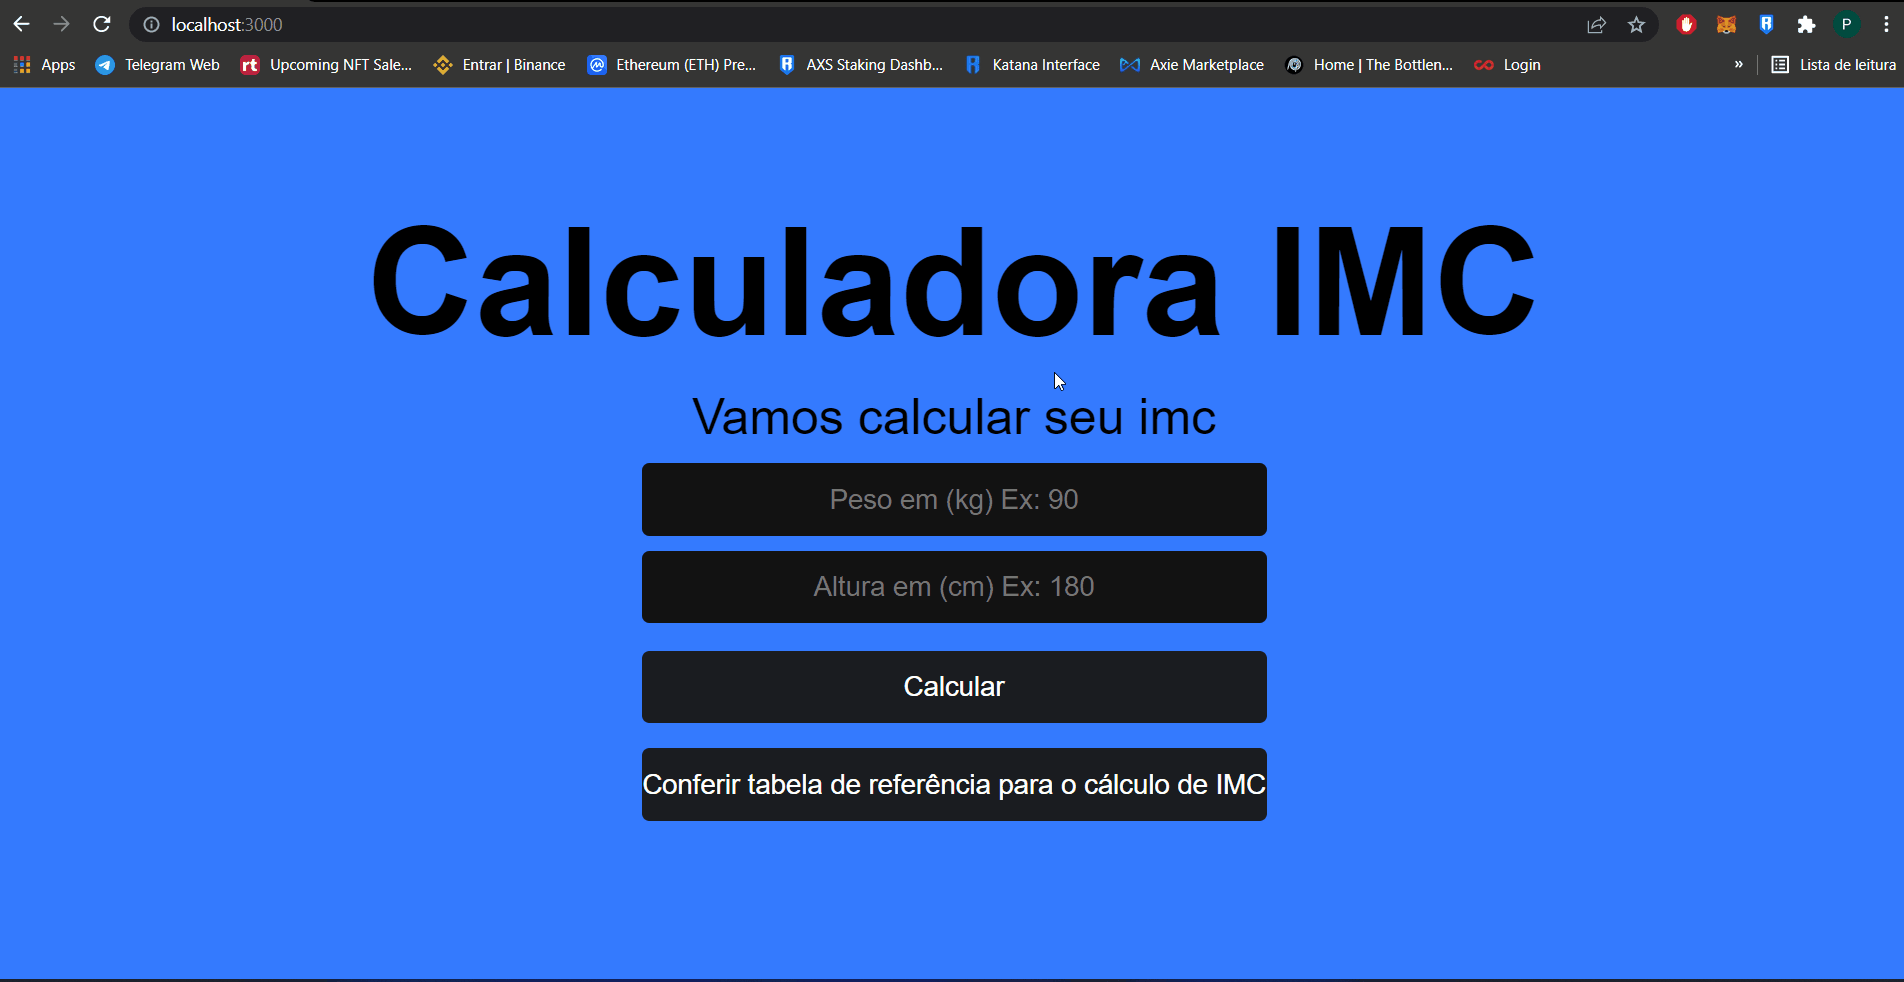 localhost:3000
P
Apps Telegram Web rt Upcoming NFT Sale... Entrar | Binance Ethereum (ETH) Pre... AXS Staking Dashb... Katana Interface Axie Marketplace Home | The Bottlen... Login » Lista de leitura
Calculadora IMC
Vamos calcular seu imc
Peso em (kg) Ex: 90
Altura em (cm) Ex: 180
Calcular
Conferir tabela de referência para o cálculo de IMC